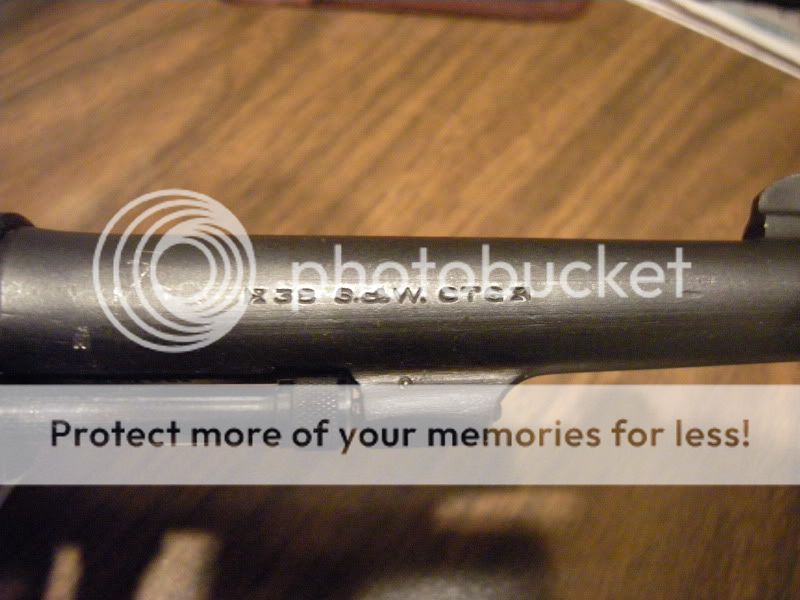 photobucket
38 S.&W. CTG
Protect more of your memories for less!